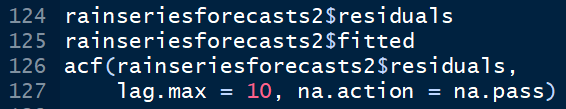 124 rainseriesforecasts2$residuals
125 rainseriesforecasts2$fitted
126 acf(rainseriesforecasts2$residuals,
127     lag.max = 10, na.action = na.pass)